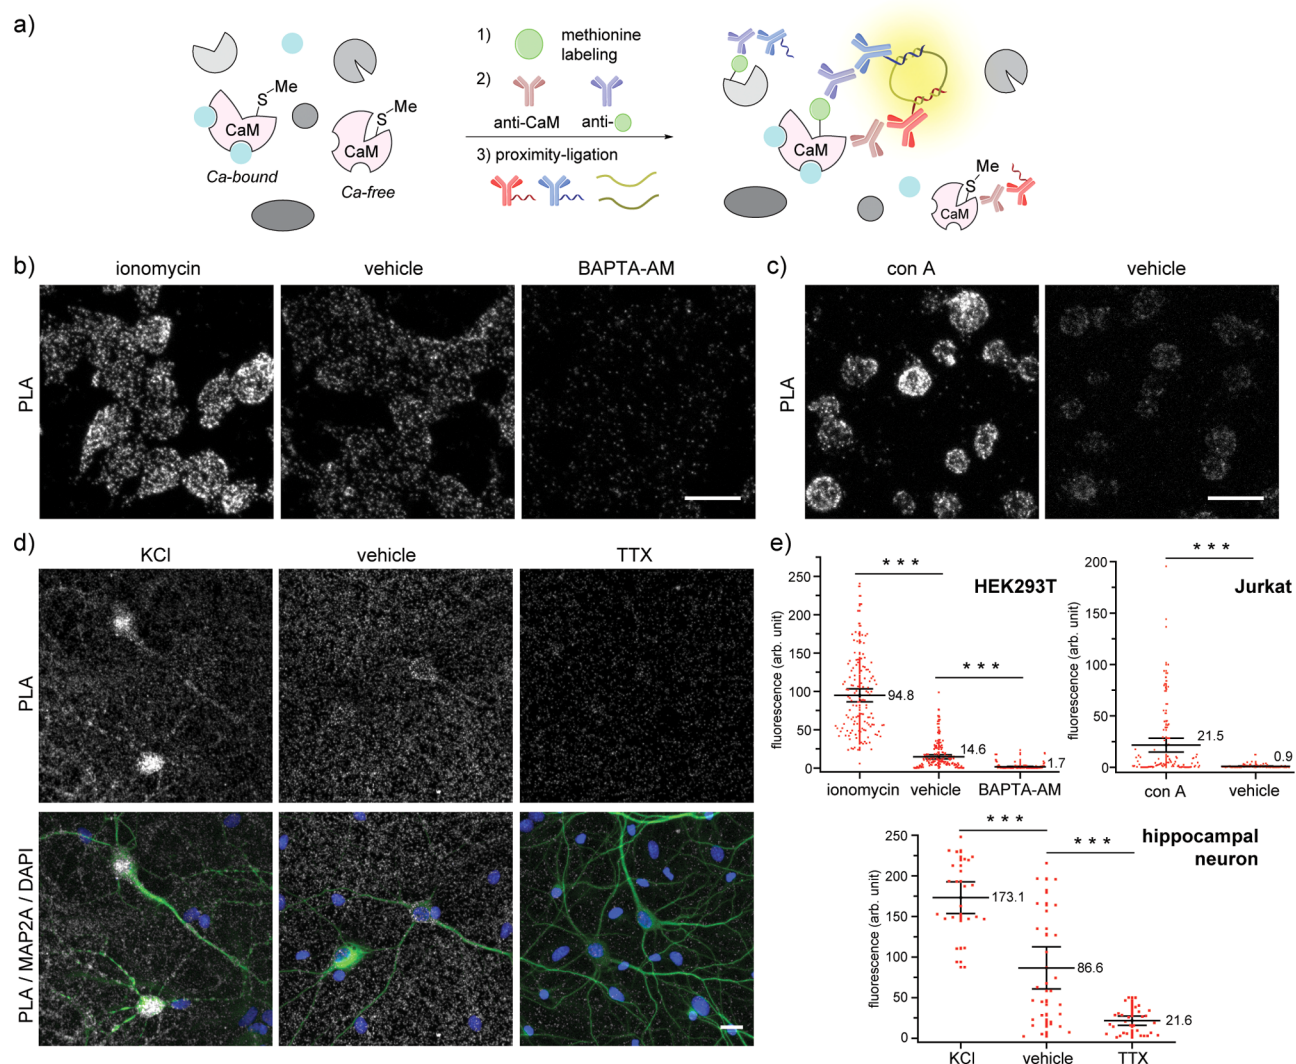 a)
1)
methionine
labeling
2)
anti-CaM
anti-
3) proximity-ligation
S
Me
CaM
Ca-bound
S
Me
CaM
Ca-free
S
Me
CaM
CaM
b)
ionomycin
vehicle
BAPTA-AM
PLA
c)
con A
vehicle
PLA
d)
KCl
vehicle
TTX
PLA
PLA / MAP2A / DAPI
e)
HEK293T
fluorescence (arb. unit)
250
200
150
100
50
0
* * *
* * *
94.8
14.6
1.7
ionomycin
vehicle
BAPTA-AM
Jurkat
fluorescence (arb. unit)
200
150
100
50
0
* * *
21.5
0.9
con A
vehicle
hippocampal
neuron
fluorescence (arb. unit)
250
200
150
100
50
0
* * *
* * *
173.1
86.6
21.6
KCl
vehicle
TTX